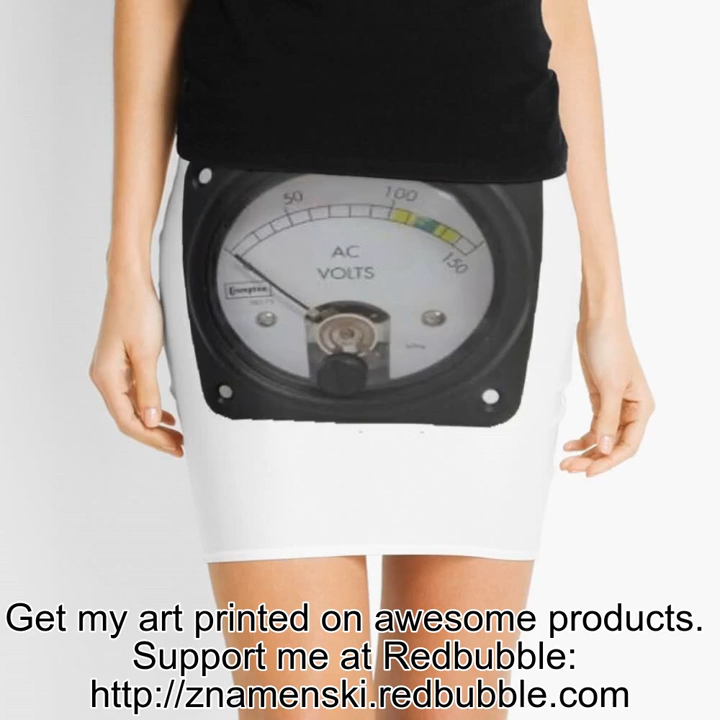 50
100
150
AC
VOLTS
Crompton
Get my art printed on awesome products.
Support me at Redbubble:
http://znamenski.redbubble.com